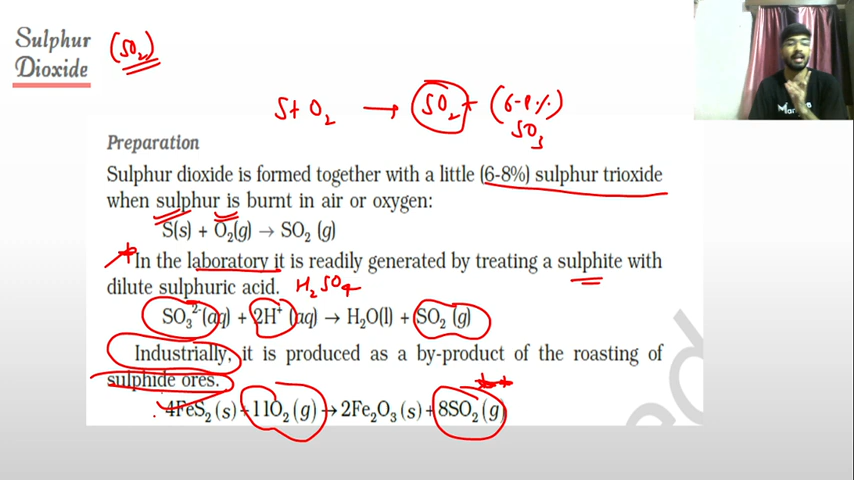 Sulphur (SO₂)
Dioxide
S + O₂ → SO₂ + (6-8%)
SO₃
Preparation
Sulphur dioxide is formed together with a little (6-8%) sulphur trioxide
when sulphur is burnt in air or oxygen:
S(s) + O₂(g) → SO₂ (g)
In the laboratory it is readily generated by treating a sulphite with
dilute sulphuric acid. H₂SO₄
SO₃²⁻(aq) + 2H⁺ (aq) → H₂O(l) + SO₂ (g)
Industrially, it is produced as a by-product of the roasting of
sulphide ores.
4FeS₂ (s) + 11O₂ (g) → 2Fe₂O₃ (s) + 8SO₂ (g)